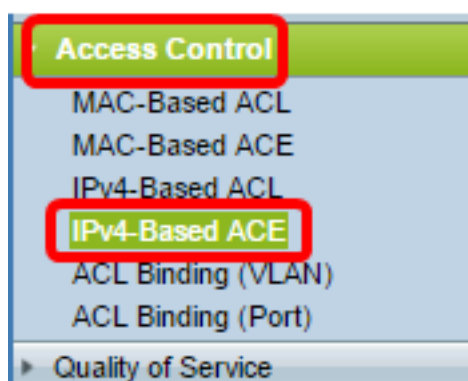 Access Control
MAC-Based ACL
MAC-Based ACE
IPv4-Based ACL
IPv4-Based ACE
ACL Binding (VLAN)
ACL Binding (Port)
Quality of Service